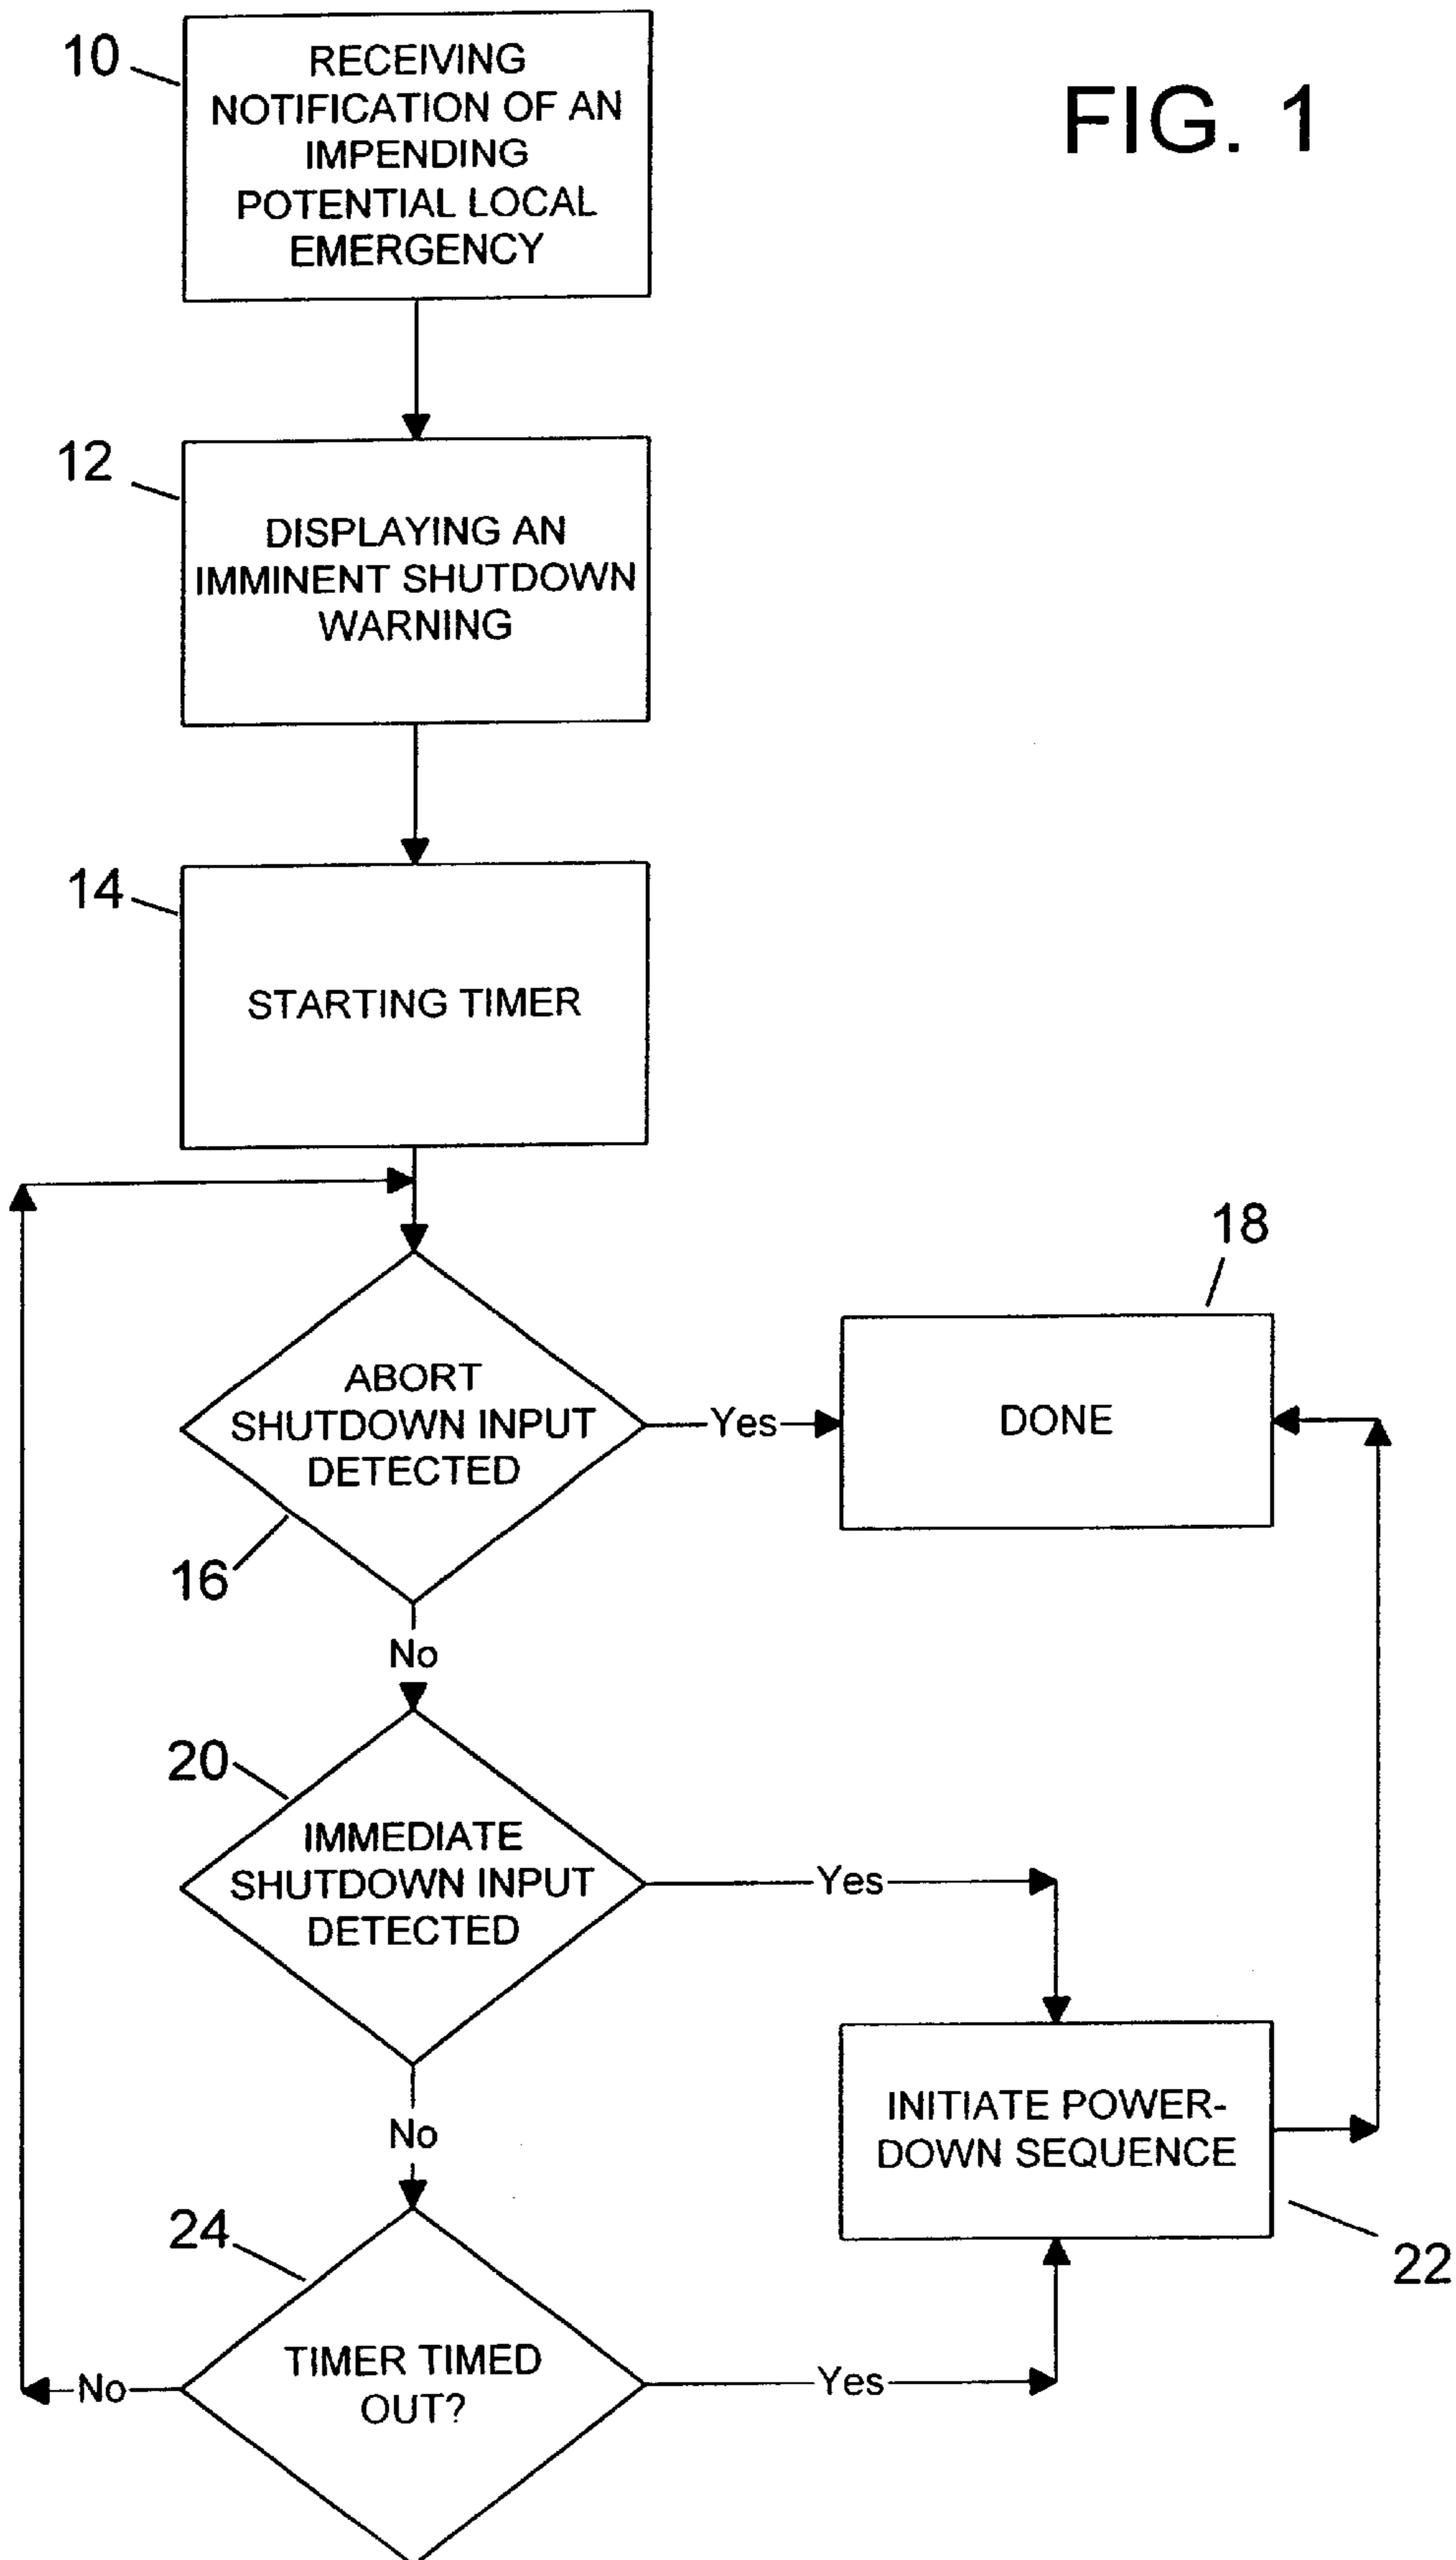 FIG. 1
10
RECEIVING
NOTIFICATION OF AN
IMPENDING
POTENTIAL LOCAL
EMERGENCY
12
DISPLAYING AN
IMMINENT SHUTDOWN
WARNING
14
STARTING TIMER
16
ABORT
SHUTDOWN INPUT
DETECTED
Yes
18
DONE
No
20
IMMEDIATE
SHUTDOWN INPUT
DETECTED
Yes
INITIATE POWER-
DOWN SEQUENCE
22
No
24
TIMER TIMED
OUT?
No
Yes